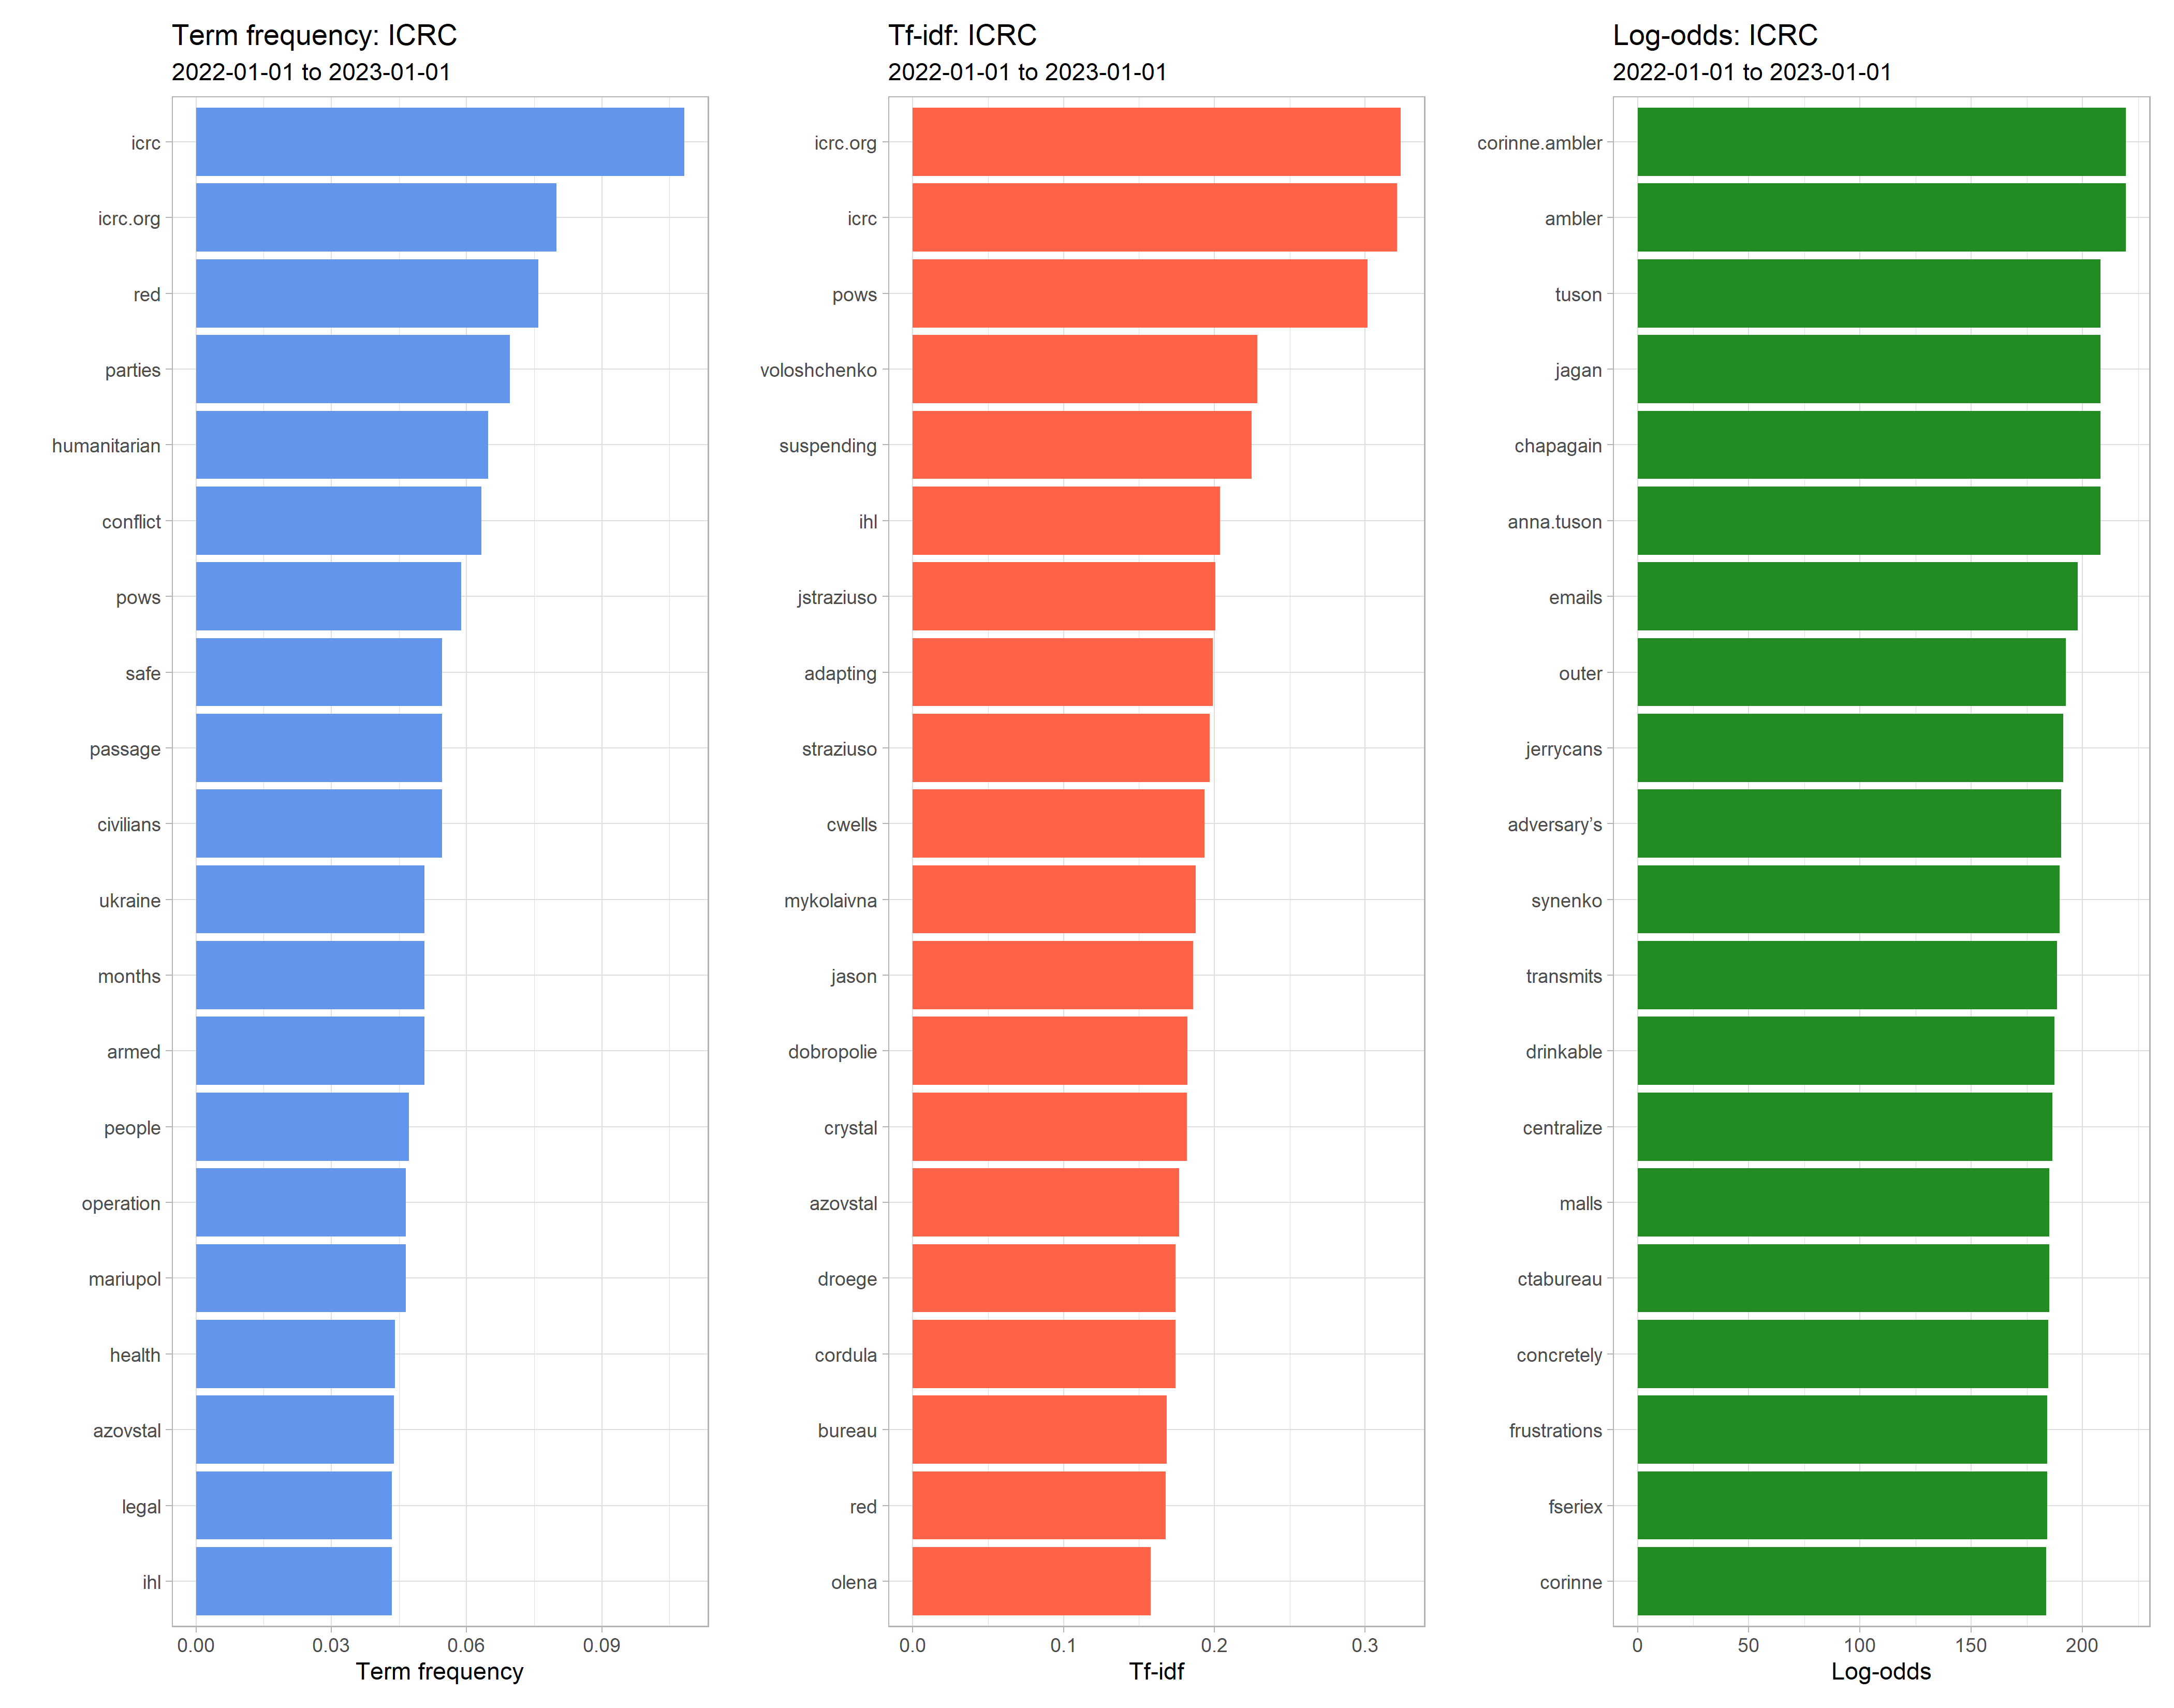 Term frequency: ICRC
2022-01-01 to 2023-01-01
icrc
icrc.org
red
parties
humanitarian
conflict
pows
safe
passage
civilians
ukraine
months
armed
people
operation
mariupol
health
azovstal
legal
ihl
0.00 0.03 0.06 0.09
Term frequency
Tf-idf: ICRC
2022-01-01 to 2023-01-01
icrc.org
icrc
pows
voloshchenko
suspending
ihl
jstraziuso
adapting
straziuso
cwells
mykolaivna
jason
dobropolie
crystal
azovstal
droege
cordula
bureau
red
olena
0.0 0.1 0.2 0.3
Tf-idf
Log-odds: ICRC
2022-01-01 to 2023-01-01
corinne.ambler
ambler
tuson
jagan
chapagain
anna.tuson
emails
outer
jerrycans
adversary’s
synenko
transmits
drinkable
centralize
malls
ctabureau
concretely
frustrations
fseriex
corinne
0 50 100 150 200
Log-odds